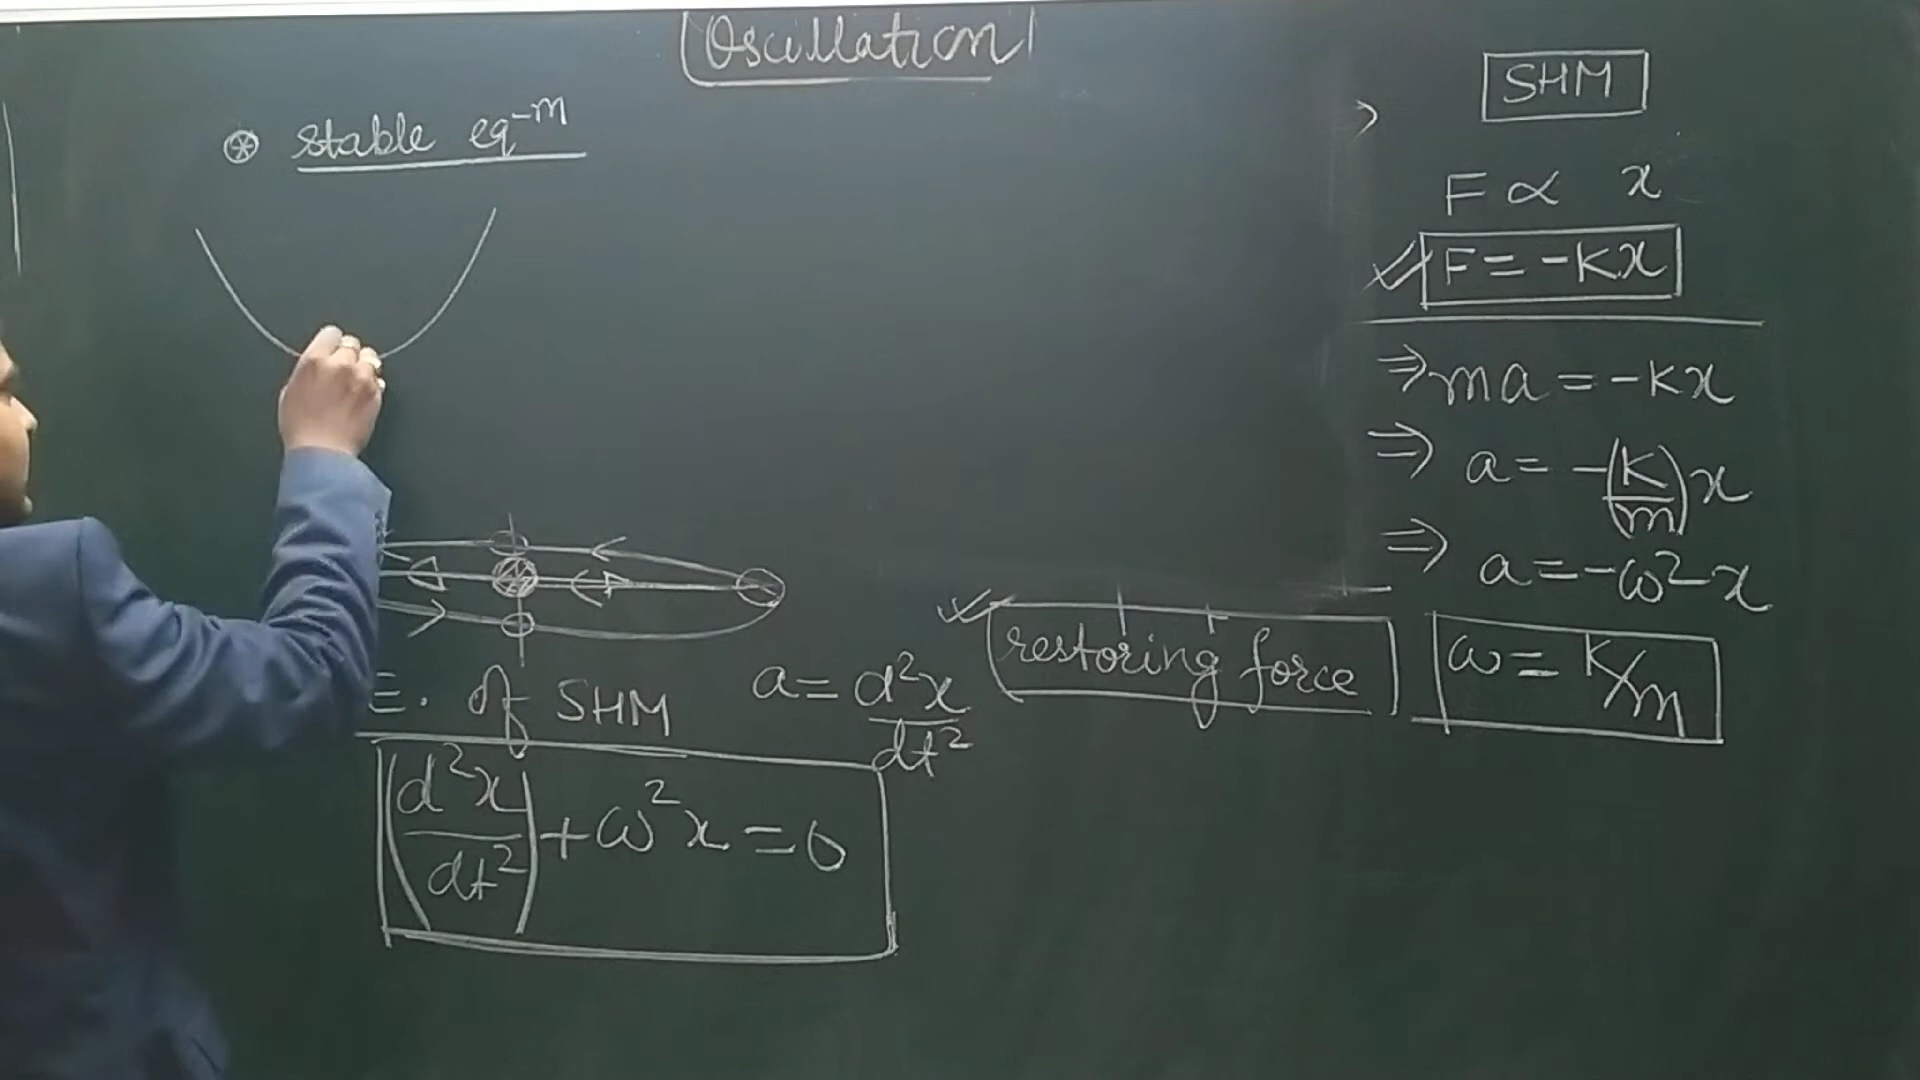 Oscillation
⊛ stable eq-m
SHM
F ∝ x
F = -Kx
⇒ ma = -Kx
⇒ a = -(K/m)x
⇒ a = -ω²x
restoring force
ω = K/m
E. of SHM
a = d²x/dt²
(d²x/dt²) + ω²x = 0